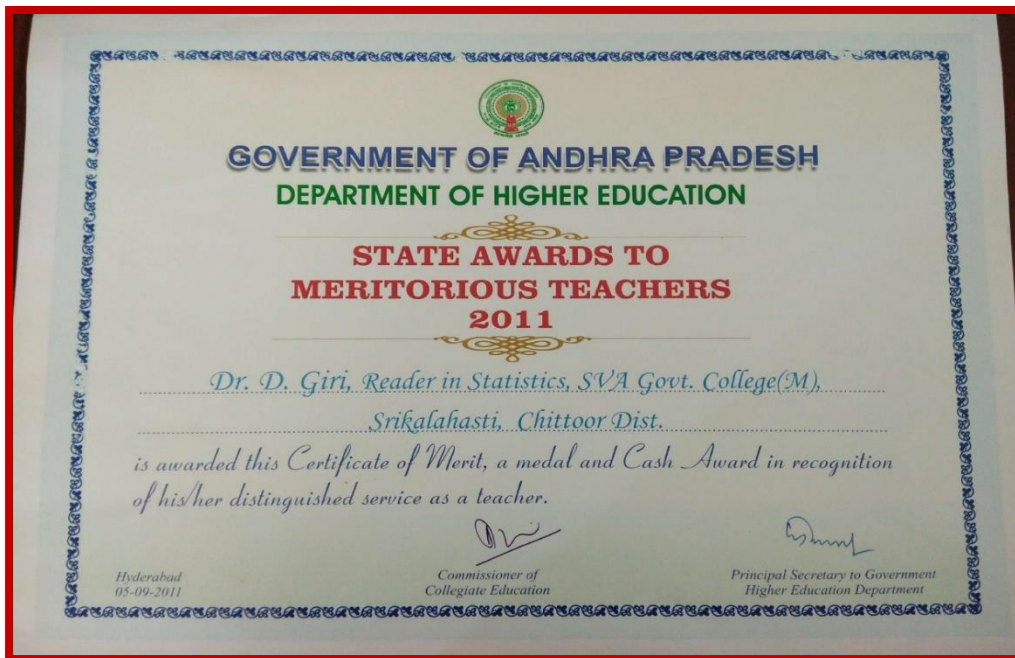 GOVERNMENT OF ANDHRA PRADESH
DEPARTMENT OF HIGHER EDUCATION
STATE AWARDS TO
MERITORIOUS TEACHERS
2011
Dr. D. Giri, Reader in Statistics, SVA Govt. College(M),
Srikalahasti, Chittoor Dist.
is awarded this Certificate of Merit, a medal and Cash Award in recognition
of his/her distinguished service as a teacher.
Hyderabad
05-09-2011
Commissioner of
Collegiate Education
Principal Secretary to Government
Higher Education Department